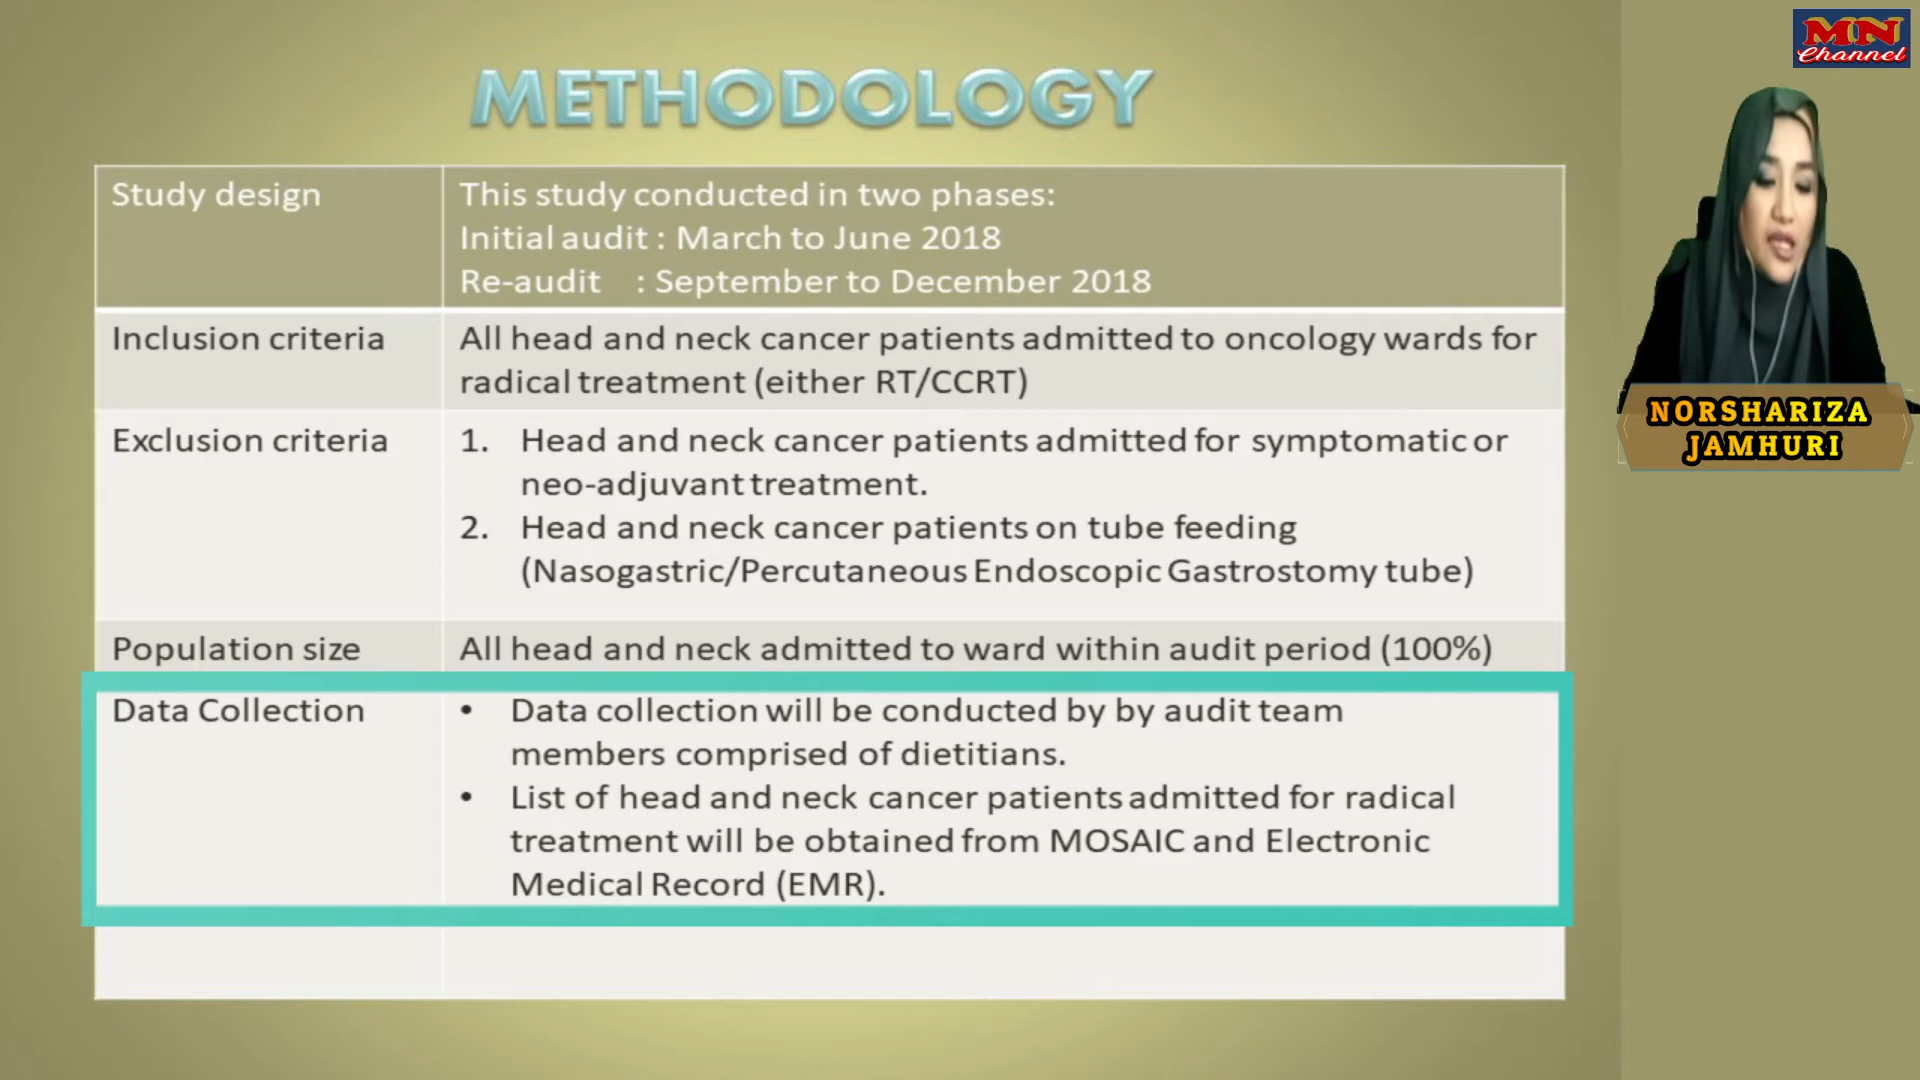 MN
Channel
METHODOLOGY
Study design
This study conducted in two phases:
Initial audit : March to June 2018
Re-audit : September to December 2018
Inclusion criteria
All head and neck cancer patients admitted to oncology wards for
radical treatment (either RT/CCRT)
Exclusion criteria
1. Head and neck cancer patients admitted for symptomatic or
neo-adjuvant treatment.
2. Head and neck cancer patients on tube feeding
(Nasogastric/Percutaneous Endoscopic Gastrostomy tube)
Population size
All head and neck admitted to ward within audit period (100%)
Data Collection
• Data collection will be conducted by by audit team
members comprised of dietitians.
• List of head and neck cancer patients admitted for radical
treatment will be obtained from MOSAIC and Electronic
Medical Record (EMR).
NORSHARIZA
JAMHURI